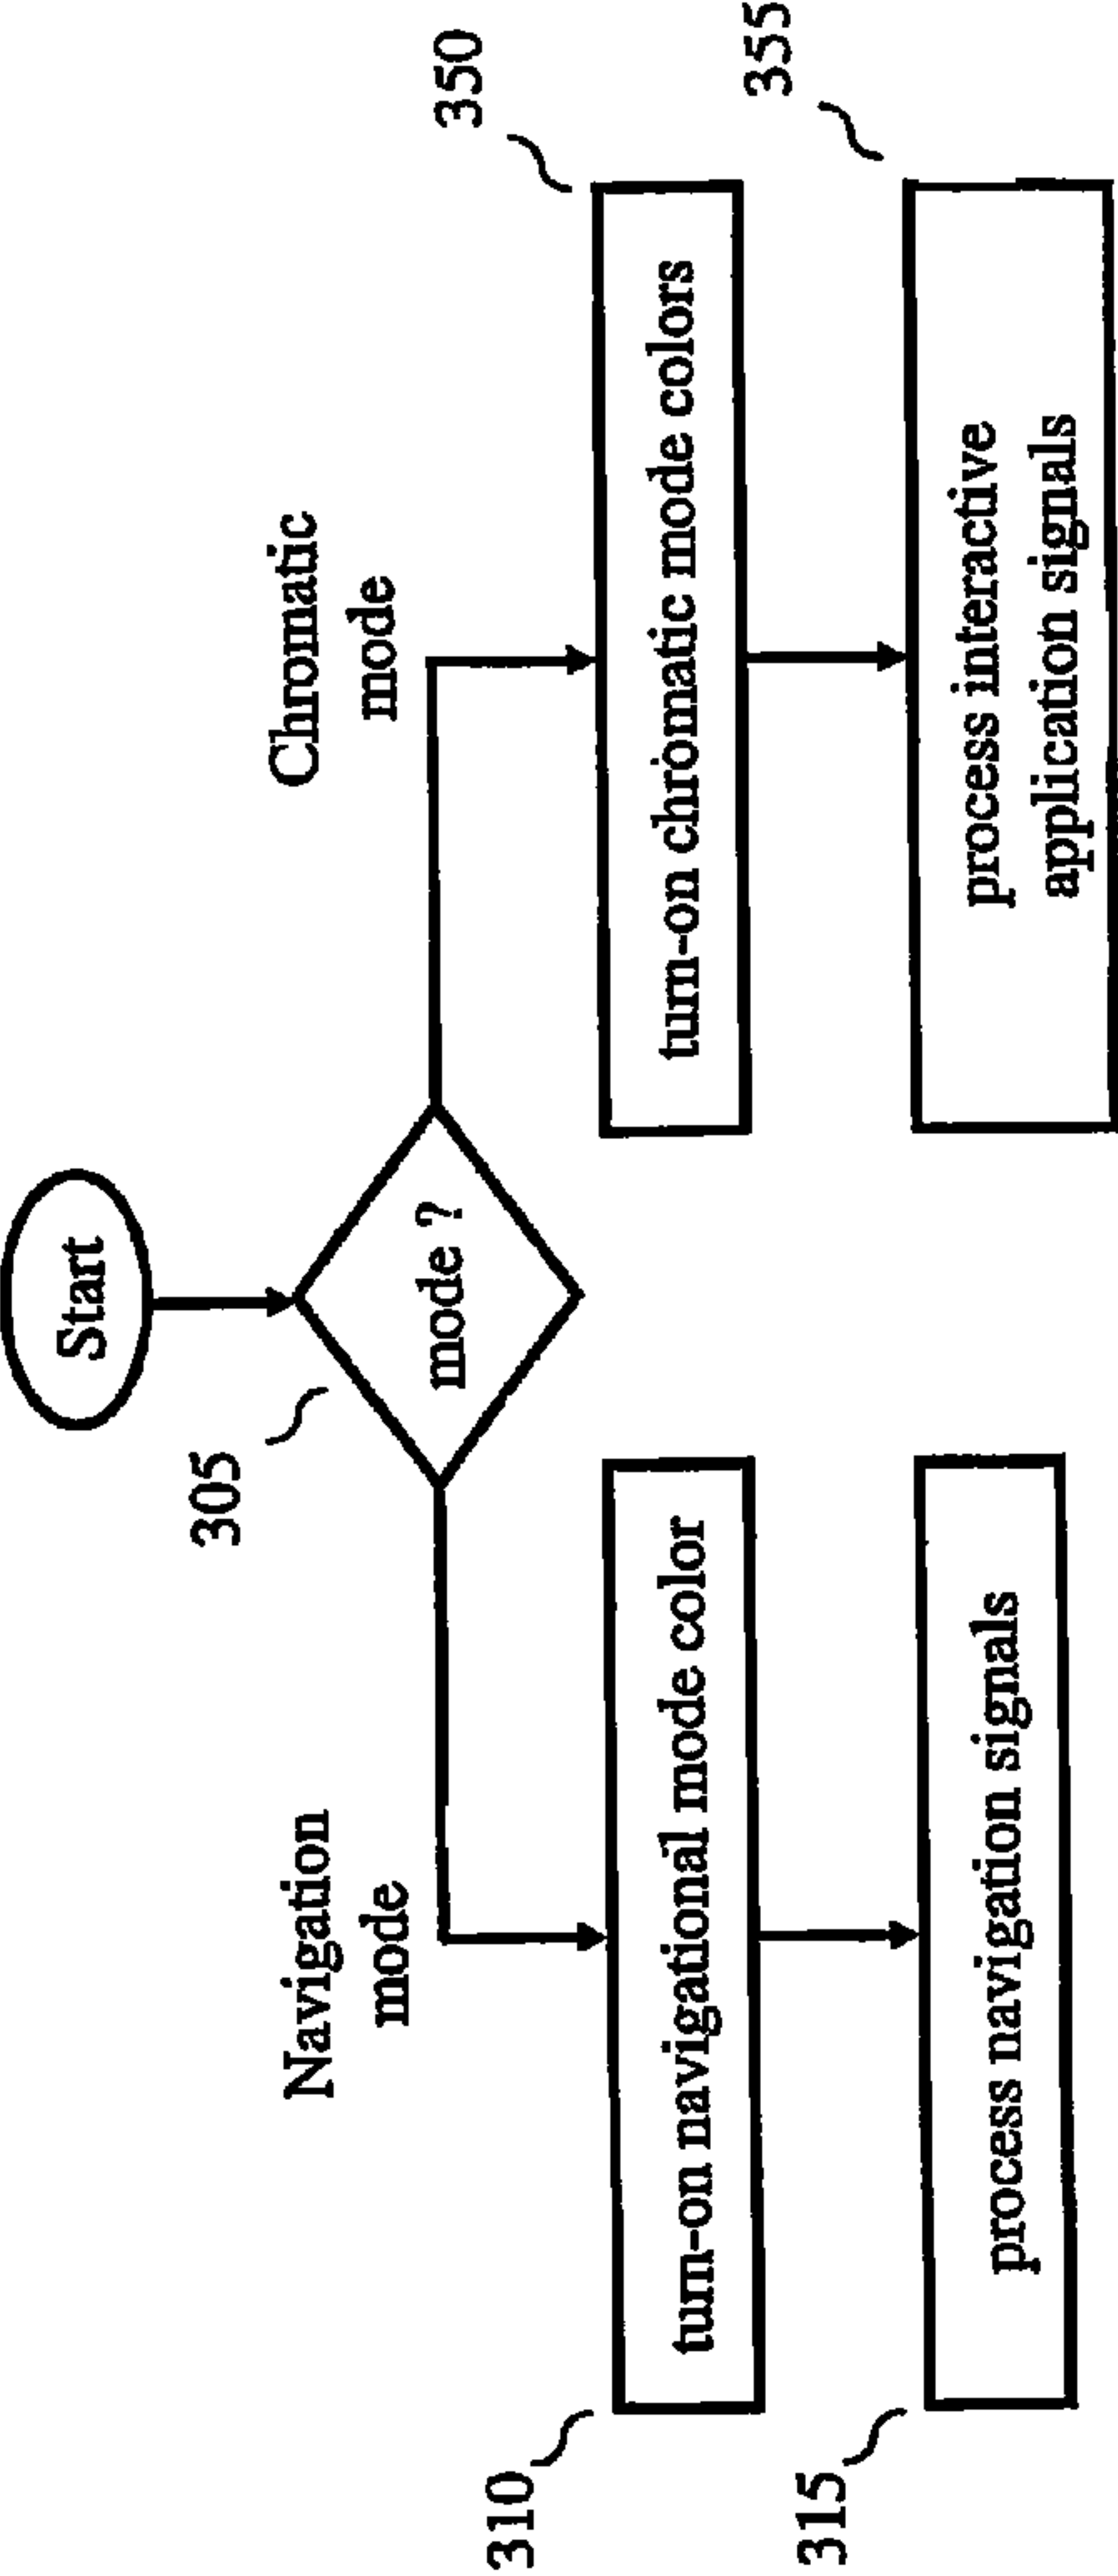 Start
305
mode ?
Navigation
mode
Chromatic
mode
310
turn-on navigational mode color
350
turn-on chromatic mode colors
315
process navigation signals
355
process interactive
application signals